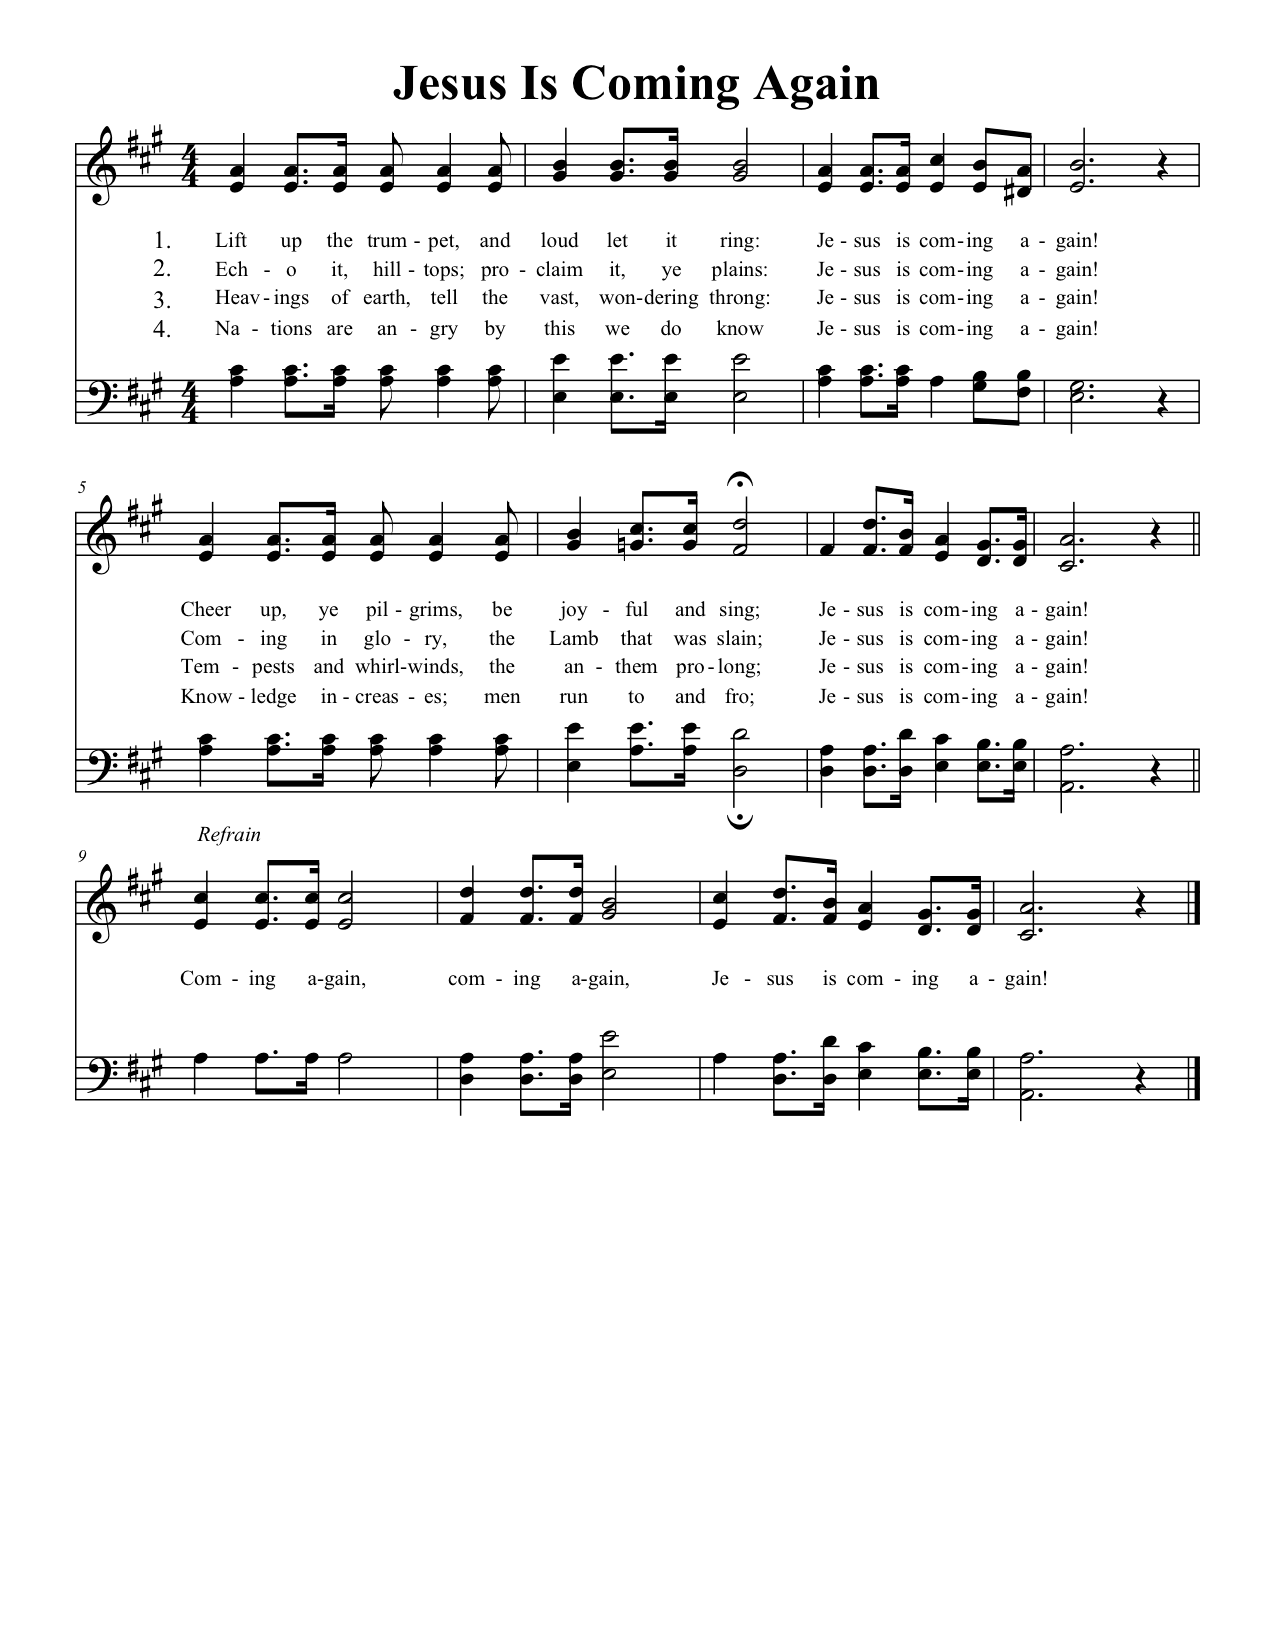 Jesus Is Coming Again
1. Lift up the trum - pet, and loud let it ring: Je - sus is com - ing a - gain!
2. Ech - o it, hill - tops; pro - claim it, ye plains: Je - sus is com - ing a - gain!
3. Heav - ings of earth, tell the vast, won - dering throng: Je - sus is com - ing a - gain!
4. Na - tions are an - gry by this we do know Je - sus is com - ing a - gain!
5
Cheer up, ye pil - grims, be joy - ful and sing; Je - sus is com - ing a - gain!
Com - ing in glo - ry, the Lamb that was slain; Je - sus is com - ing a - gain!
Tem - pests and whirl - winds, the an - them pro - long; Je - sus is com - ing a - gain!
Know - ledge in - creas - es; men run to and fro; Je - sus is com - ing a - gain!
Refrain
9
Com - ing a - gain, com - ing a - gain, Je - sus is com - ing a - gain!